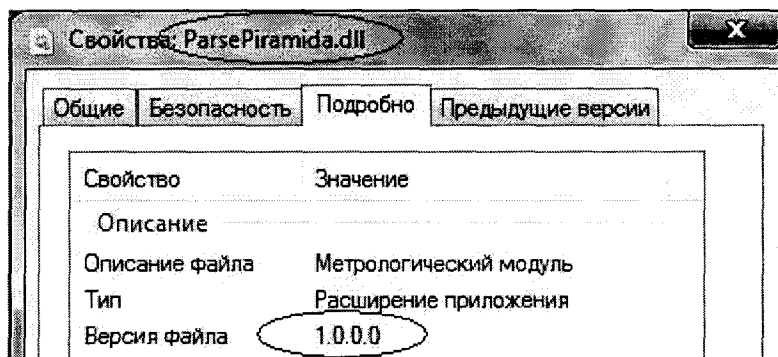 Свойства: ParsePiramida.dll
Общие Безопасность Подробно Предыдущие версии
Свойство Значение
Описание
Описание файла Метрологический модуль
Тип Расширение приложения
Версия файла 1.0.0.0